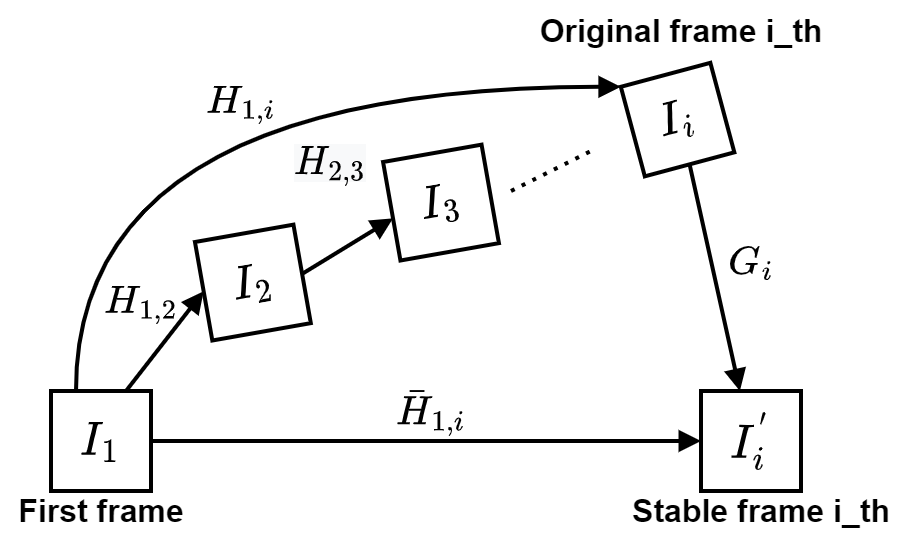 Original frame i_th
H_{1,i}
I_i
H_{2,3}
I_3
I_2
G_i
H_{1,2}
\bar{H}_{1,i}
I_1
I_i^{'}
First frame
Stable frame i_th